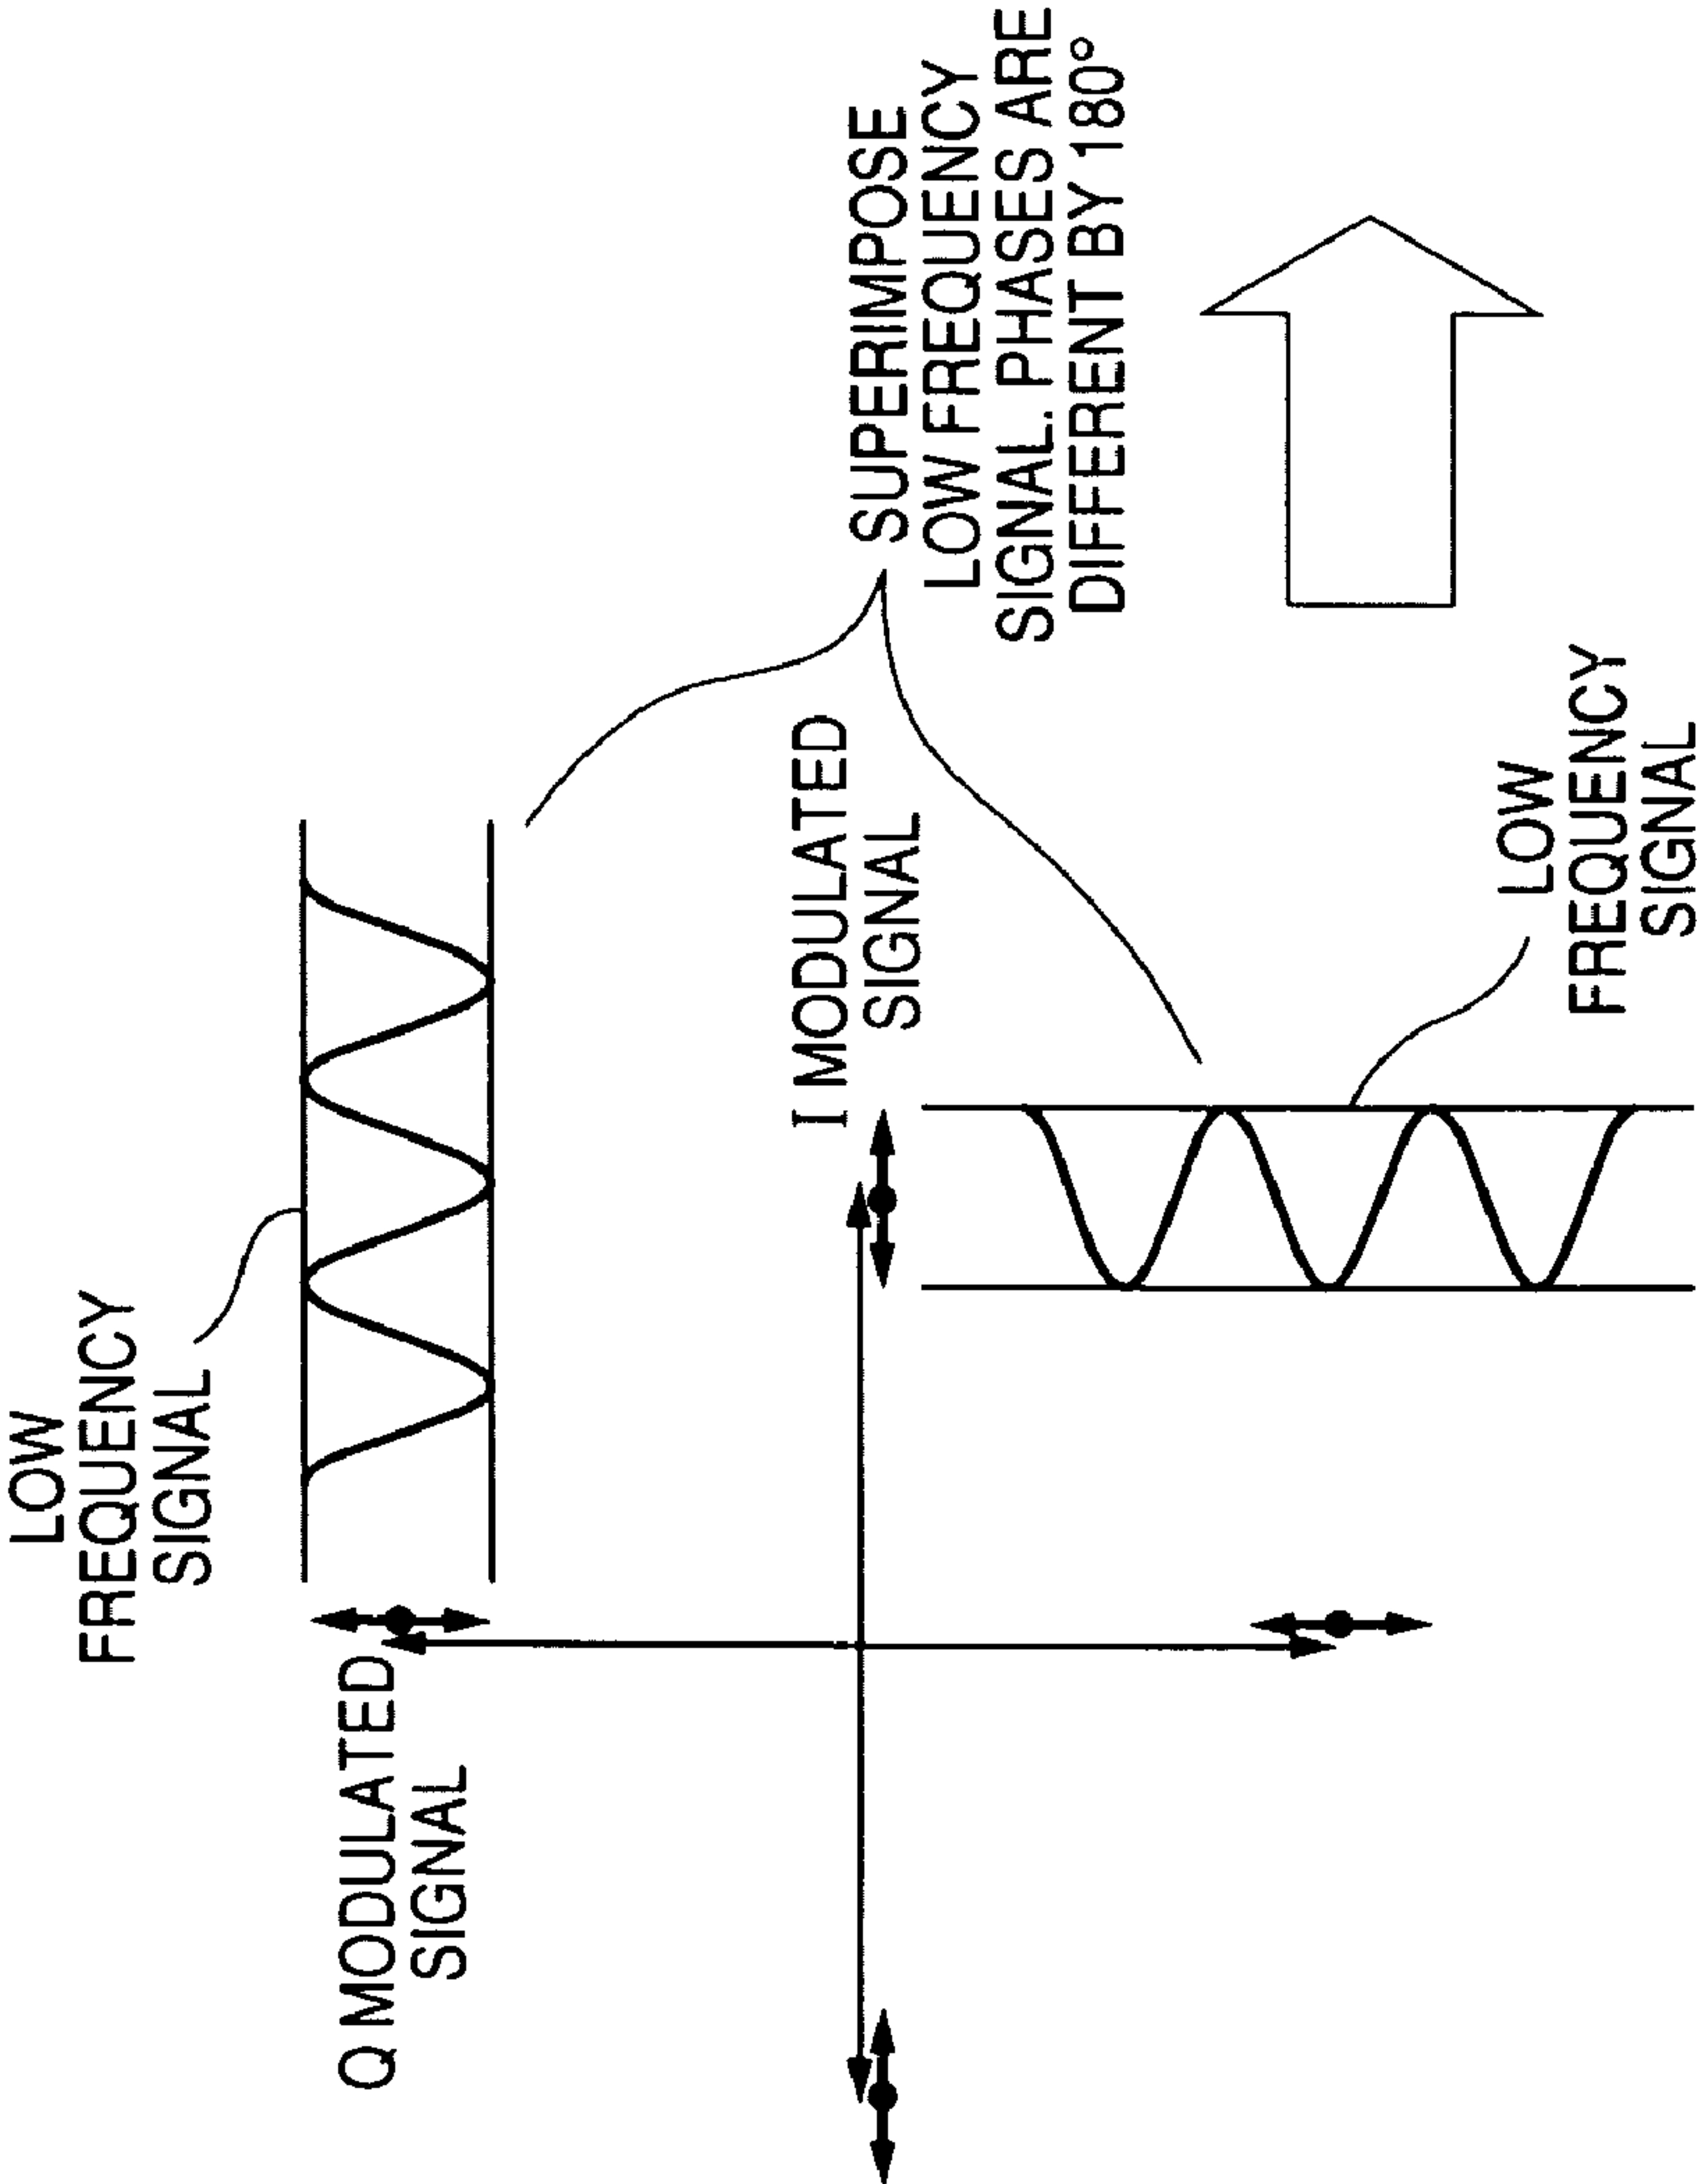 LOW
FREQUENCY
SIGNAL
Q MODULATED
SIGNAL
I MODULATED
SIGNAL
SUPERIMPOSE
LOW FREQUENCY
SIGNAL. PHASES ARE
DIFFERENT BY 180°
LOW
FREQUENCY
SIGNAL